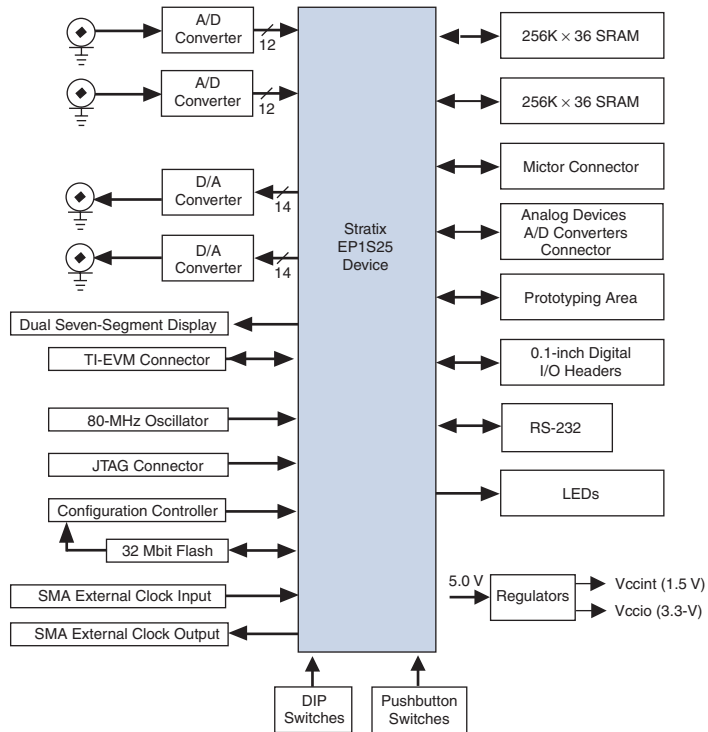 A/D
Converter
12
A/D
Converter
12
D/A
Converter
14
D/A
Converter
14
Dual Seven-Segment Display
TI-EVM Connector
80-MHz Oscillator
JTAG Connector
Configuration Controller
32 Mbit Flash
SMA External Clock Input
SMA External Clock Output
Stratix
EP1S25
Device
256K × 36 SRAM
256K × 36 SRAM
Mictor Connector
Analog Devices
A/D Converters
Connector
Prototyping Area
0.1-inch Digital
I/O Headers
RS-232
LEDs
5.0 V
Regulators
Vccint (1.5 V)
Vccio (3.3-V)
DIP
Switches
Pushbutton
Switches